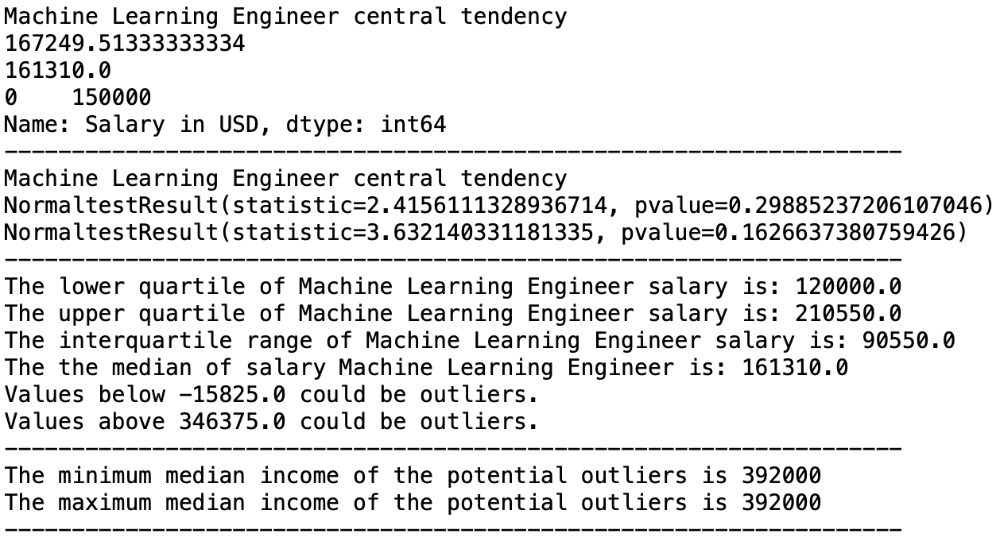 Machine Learning Engineer central tendency
167249.51333333334
161310.0
0    150000
Name: Salary in USD, dtype: int64
-------------------------------------------------------------------
Machine Learning Engineer central tendency
NormaltestResult(statistic=2.4156111328936714, pvalue=0.29885237206107046)
NormaltestResult(statistic=3.632140331181335, pvalue=0.1626637380759426)
-------------------------------------------------------------------
The lower quartile of Machine Learning Engineer salary is: 120000.0
The upper quartile of Machine Learning Engineer salary is: 210550.0
The interquartile range of Machine Learning Engineer salary is: 90550.0
The the median of salary Machine Learning Engineer is: 161310.0
Values below -15825.0 could be outliers.
Values above 346375.0 could be outliers.
-------------------------------------------------------------------
The minimum median income of the potential outliers is 392000
The maximum median income of the potential outliers is 392000
-------------------------------------------------------------------